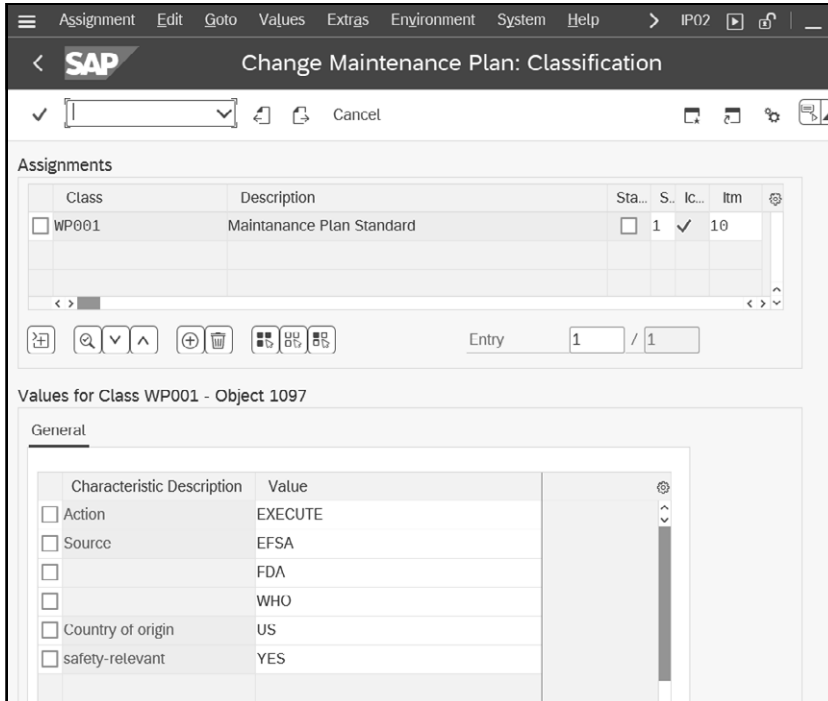 Assignment Edit Goto Values Extras Environment System Help IP02
SAP Change Maintenance Plan: Classification
Cancel
Assignments
Class Description Sta... S.. Ic... Itm
WP001 Maintanance Plan Standard 1 10
Entry 1 / 1
Values for Class WP001 - Object 1097
General
Characteristic Description Value
Action EXECUTE
Source EFSA
FDA
WHO
Country of origin US
safety-relevant YES